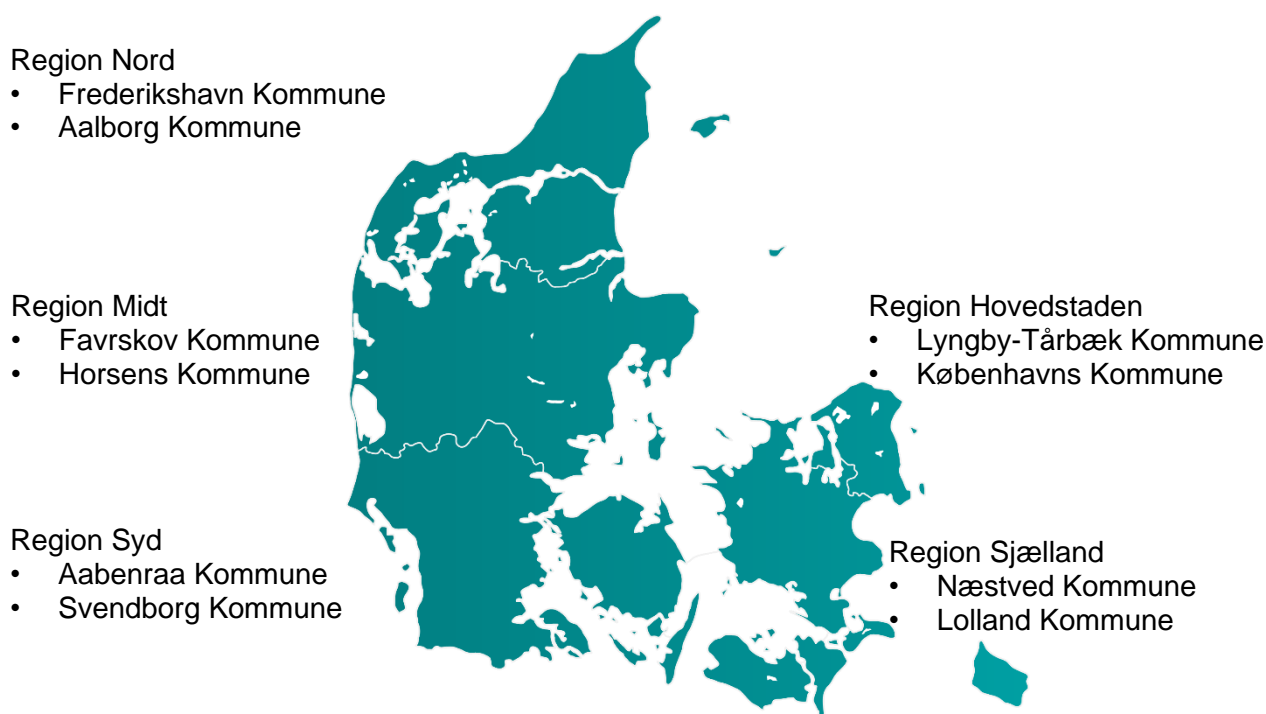 Region Nord
• Frederikshavn Kommune
• Aalborg Kommune
Region Midt
• Favrskov Kommune
• Horsens Kommune
Region Hovedstaden
• Lyngby-Tårbæk Kommune
• Københavns Kommune
Region Syd
• Aabenraa Kommune
• Svendborg Kommune
Region Sjælland
• Næstved Kommune
• Lolland Kommune